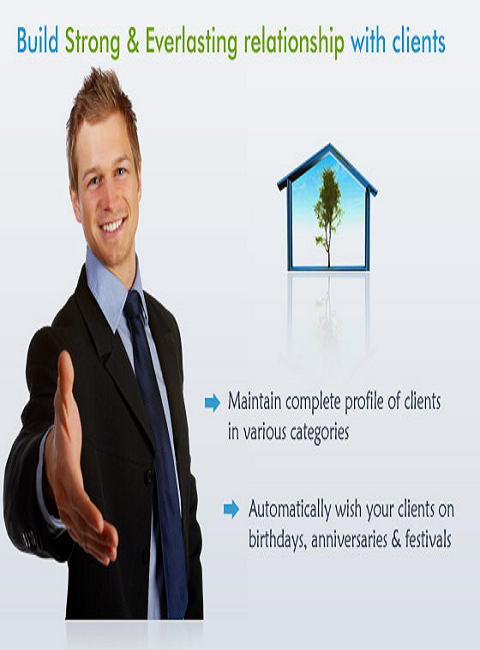 Build Strong & Everlasting relationship with clients
Maintain complete profile of clients
in various categories
Automatically wish your clients on
birthdays, anniversaries & festivals